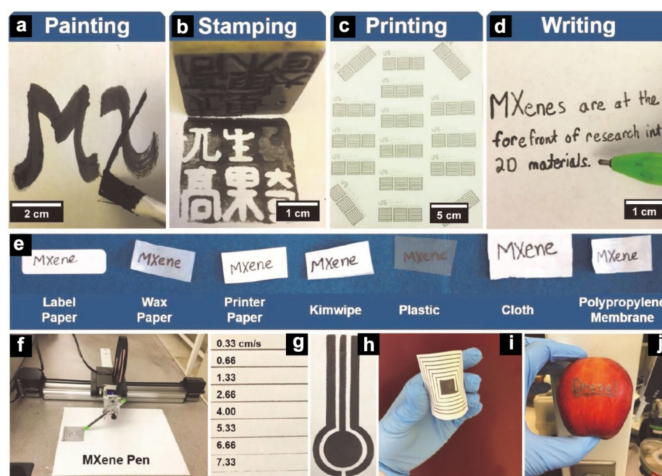 a Painting
MX
2 cm
b Stamping
生
高果
1 cm
c Printing
5 cm
d Writing
MXenes are at the
forefront of research int
2D materials.
1 cm
e
MXene
MXene
MXene
MXene
MXene
MXene
MXene
Label Paper
Wax Paper
Printer Paper
Kimwipe
Plastic
Cloth
Polypropylene Membrane
f
MXene Pen
g
0.33 cm/s
0.66
1.33
2.66
4.00
5.33
6.66
7.33
h
i
j